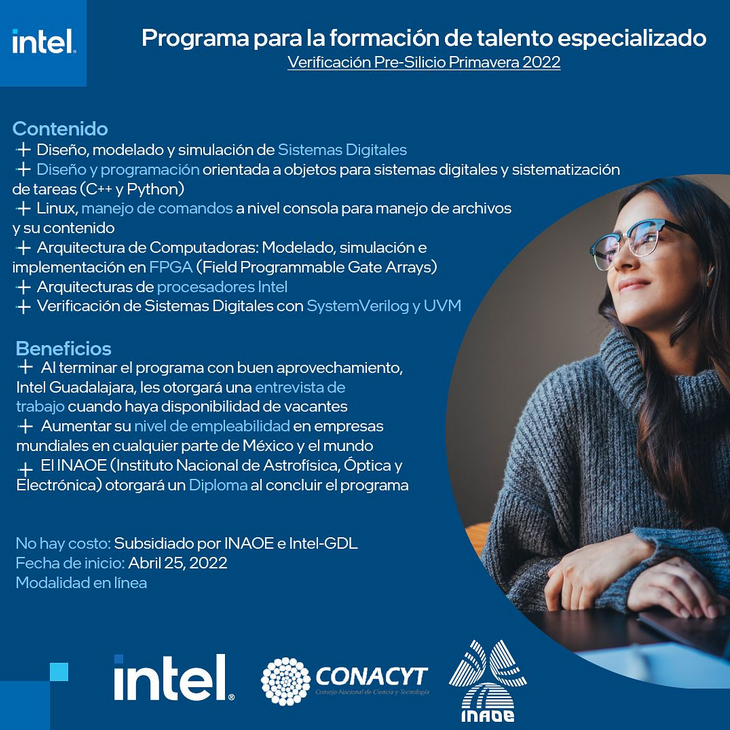 intel.
Programa para la formación de talento especializado
Verificación Pre-Silicio Primavera 2022
Contenido
+ Diseño, modelado y simulación de Sistemas Digitales
+ Diseño y programación orientada a objetos para sistemas digitales y sistematización
de tareas (C++ y Python)
+ Linux, manejo de comandos a nivel consola para manejo de archivos
y su contenido
+ Arquitectura de Computadoras: Modelado, simulación e
implementación en FPGA (Field Programmable Gate Arrays)
+ Arquitecturas de procesadores Intel
+ Verificación de Sistemas Digitales con SystemVerilog y UVM
Beneficios
+ Al terminar el programa con buen aprovechamiento,
Intel Guadalajara, les otorgará una entrevista de
trabajo cuando haya disponibilidad de vacantes
+ Aumentar su nivel de empleabilidad en empresas
mundiales en cualquier parte de México y el mundo
+ El INAOE (Instituto Nacional de Astrofísica, Óptica y
Electrónica) otorgará un Diploma al concluir el programa
No hay costo: Subsidiado por INAOE e Intel-GDL
Fecha de inicio: Abril 25, 2022
Modalidad en línea
intel®
CONACYT
Consejo Nacional de Ciencia y Tecnología
INAOE